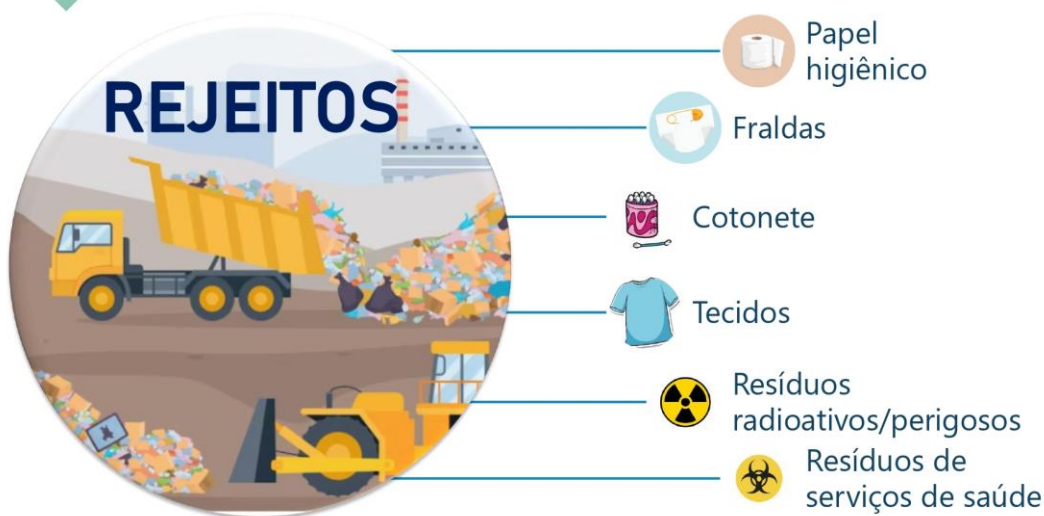 REJEITOS
Papel
higiênico
Fraldas
Cotonete
Tecidos
Resíduos
radioativos/perigosos
Resíduos de
serviços de saúde